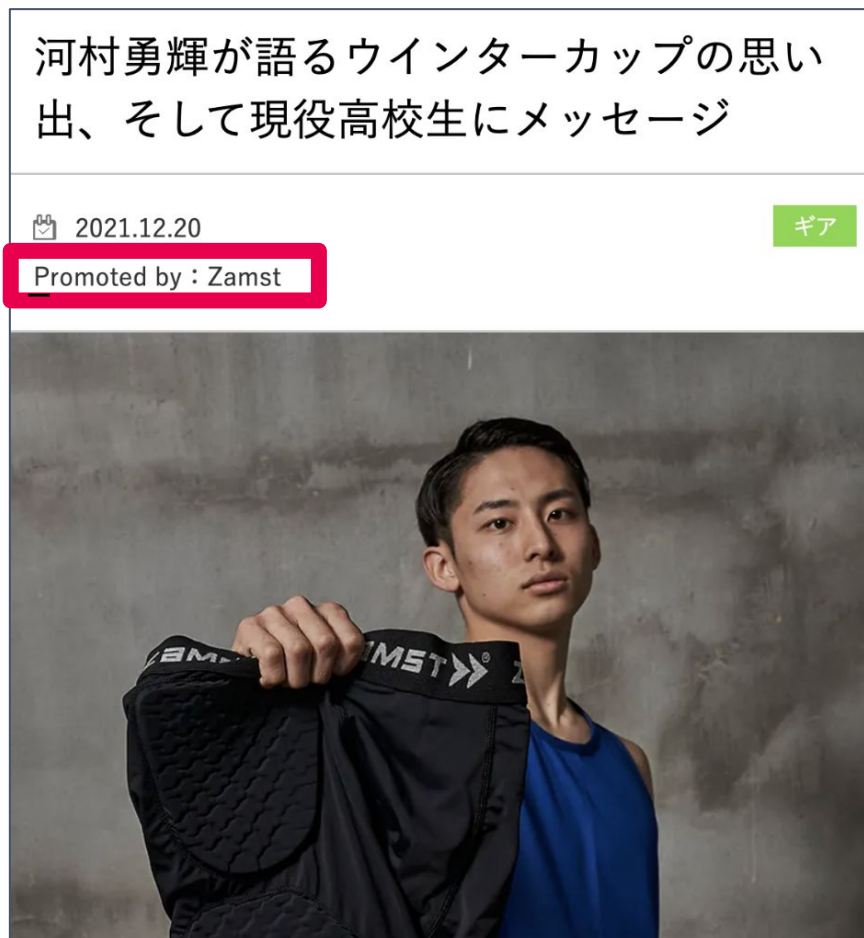 河村勇輝が語るウインターカップの思い
出、そして現役高校生にメッセージ
2021.12.20
ギア
Promoted by：Zamst
ZAMST